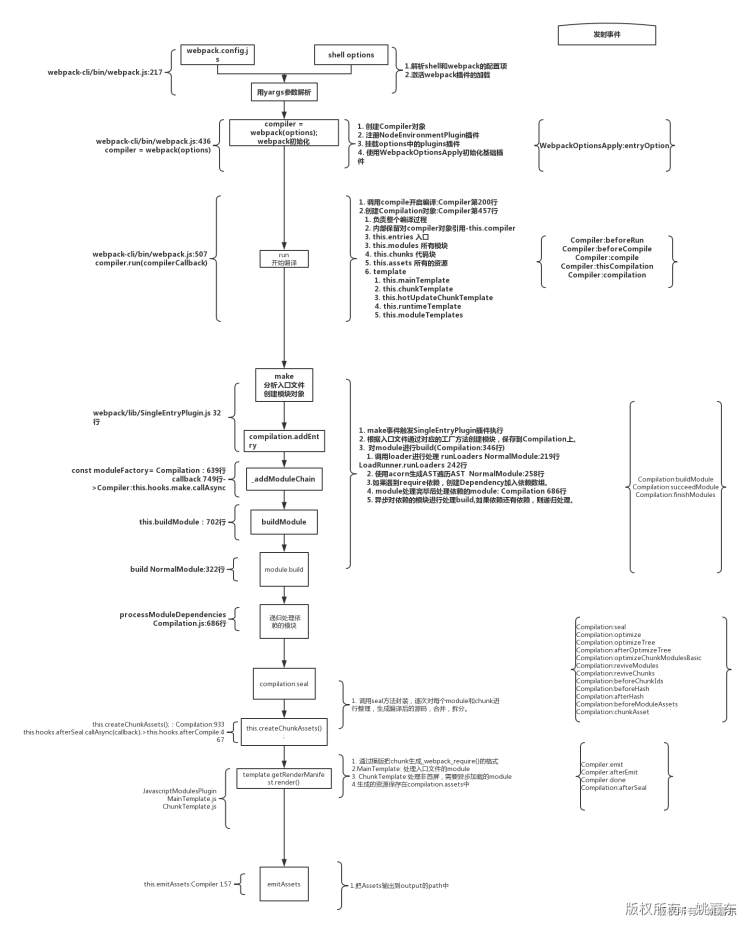 webpack.config.j
s
shell options
发射事件
webpack-cli/bin/webpack.js:217
1.解析shell和webpack的配置项
2.激活webpack插件的加载
用yargs参数解析
webpack-cli/bin/webpack.js:436
compiler = webpack(options)
compiler =
webpack(options);
webpack初始化
1. 创建Compiler对象
2. 注册NodeEnvironmentPlugin插件
3. 挂载options中的plugins插件
4. 使用WebpackOptionsApply初始化基础插
件
WebpackOptionsApply:entryOption
webpack-cli/bin/webpack.js:507
compiler.run(compilerCallback)
run
开始编译
1. 调用compile开启编译:Compiler第200行
2.创建Compilation对象:Compiler第457行
1. 负责整个编译过程
2. 内部保留对compiler对象引用-this.compiler
3. this.entries 入口
3. this.modules 所有模块
4. this.chunks 代码块
5. this.assets 所有的资源
6. template
1. this.mainTemplate
2. this.chunkTemplate
3. this.hotUpdateChunkTemplate
4. this.runtimeTemplate
5. this.moduleTemplates
Compiler:beforeRun
Compiler:beforeCompile
Compiler:compile
Compiler:thisCompilation
Compiler:compilation
webpack/lib/SingleEntryPlugin.js 32
行
make
分析入口文件
创建模块对象
compilation.addEnt
ry
const moduleFactory= Compilation：639行
callback 749行-
>Compiler:this.hooks.make.callAsync
_addModuleChain
this.buildModule：702行
buildModule
build NormalModule:322行
module.build
1. make事件触发SingleEntryPlugin插件执行
2. 根据入口文件通过对应的工厂方法创建模块，保存到Compilation上。
3. 对module进行build(Compilation:346行)
1. 调用loader进行处理 runLoaders NormalModule:219行
LoadRunner.runLoaders 242行
2. 使用acorn生成AST遍历AST NormalModule:258行
3.如果遇到require依赖，创建Dependency加入依赖数组。
4. module处理完毕后处理依赖的module: Compilation 686行
5. 异步对依赖的模块进行处理build,如果依赖还有依赖，则递归处理。
Compilation:buildModule
Compilation:succeedModule
Compilation:finishModules
processModuleDependencies
Compilation.js:686行
递归处理依
赖的模块
compilation:seal
1. 调用seal方法封装，逐次对每个module和chunk进
行整理，生成编译后的源码，合并，拆分。
Compilation:seal
Compilation:optimize
Compilation:optimizeTree
Compilation:afterOptimizeTree
Compilation:optimizeChunkModulesBasic
Compilation:reviveModules
Compilation:reviveChunks
Compilation:beforeChunkIds
Compilation:beforeHash
Compilation:afterHash
Compilation:beforeModuleAssets
Compilation:chunkAsset
this.createChunkAssets();：Compilation:933
this.hooks.afterSeal.callAsync(callback);>this.hooks.afterCompile:4
67
this.createChunkAssets()
.
JavascriptModulesPlugin
MainTemplate.js
ChunkTemplate.js
template.getRenderManife
st.render()
1. 通过模版把chunk生成_webpack_require()的格式
2.MainTemplate: 处理入口文件的module
3. ChunkTemplate:处理非首屏，需要异步加载的module
4.生成的资源保存在compilation.assets中
Compiler:emit
Compiler:afterEmit
Compiler:done
Compilation:afterSeal
this.emitAssets:Compiler 157行
emitAssets
1.把Assets输出到output的path中
版权所有